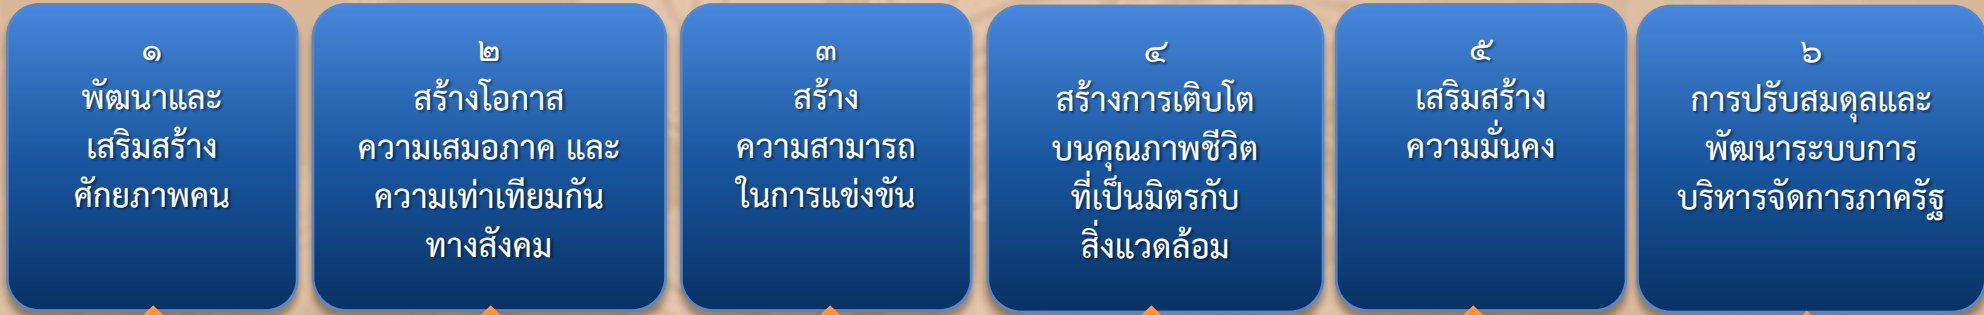 ๑
พัฒนาและ
เสริมสร้าง
ศักยภาพคน
๒
สร้างโอกาส
ความเสมอภาค และ
ความเท่าเทียมกัน
ทางสังคม
๓
สร้าง
ความสามารถ
ในการแข่งขัน
๔
สร้างการเติบโต
บนคุณภาพชีวิต
ที่เป็นมิตรกับ
สิ่งแวดล้อม
๕
เสริมสร้าง
ความมั่นคง
๖
การปรับสมดุลและ
พัฒนาระบบการ
บริหารจัดการภาครัฐ